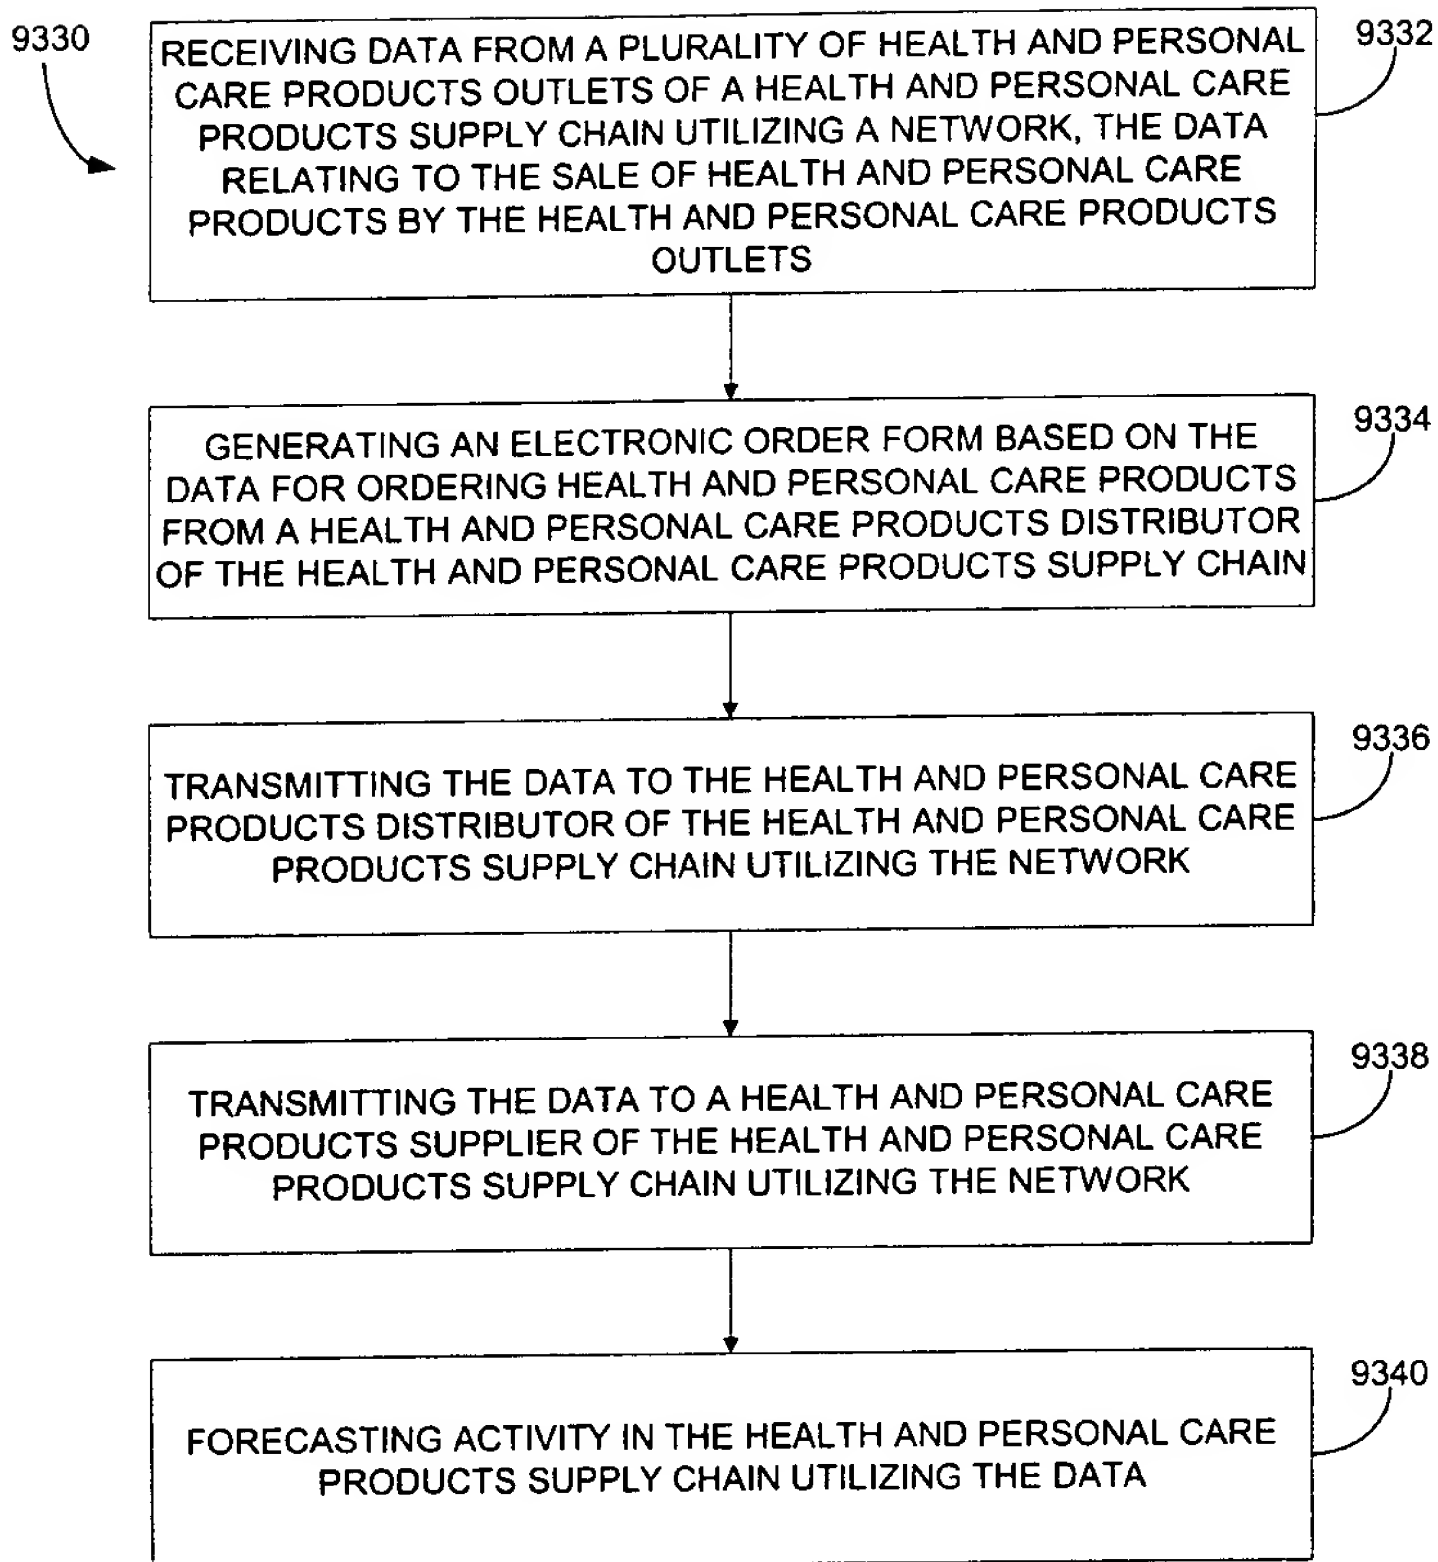 9330
9332
RECEIVING DATA FROM A PLURALITY OF HEALTH AND PERSONAL
CARE PRODUCTS OUTLETS OF A HEALTH AND PERSONAL CARE
PRODUCTS SUPPLY CHAIN UTILIZING A NETWORK, THE DATA
RELATING TO THE SALE OF HEALTH AND PERSONAL CARE
PRODUCTS BY THE HEALTH AND PERSONAL CARE PRODUCTS
OUTLETS
9334
GENERATING AN ELECTRONIC ORDER FORM BASED ON THE
DATA FOR ORDERING HEALTH AND PERSONAL CARE PRODUCTS
FROM A HEALTH AND PERSONAL CARE PRODUCTS DISTRIBUTOR
OF THE HEALTH AND PERSONAL CARE PRODUCTS SUPPLY CHAIN
9336
TRANSMITTING THE DATA TO THE HEALTH AND PERSONAL CARE
PRODUCTS DISTRIBUTOR OF THE HEALTH AND PERSONAL CARE
PRODUCTS SUPPLY CHAIN UTILIZING THE NETWORK
9338
TRANSMITTING THE DATA TO A HEALTH AND PERSONAL CARE
PRODUCTS SUPPLIER OF THE HEALTH AND PERSONAL CARE
PRODUCTS SUPPLY CHAIN UTILIZING THE NETWORK
9340
FORECASTING ACTIVITY IN THE HEALTH AND PERSONAL CARE
PRODUCTS SUPPLY CHAIN UTILIZING THE DATA